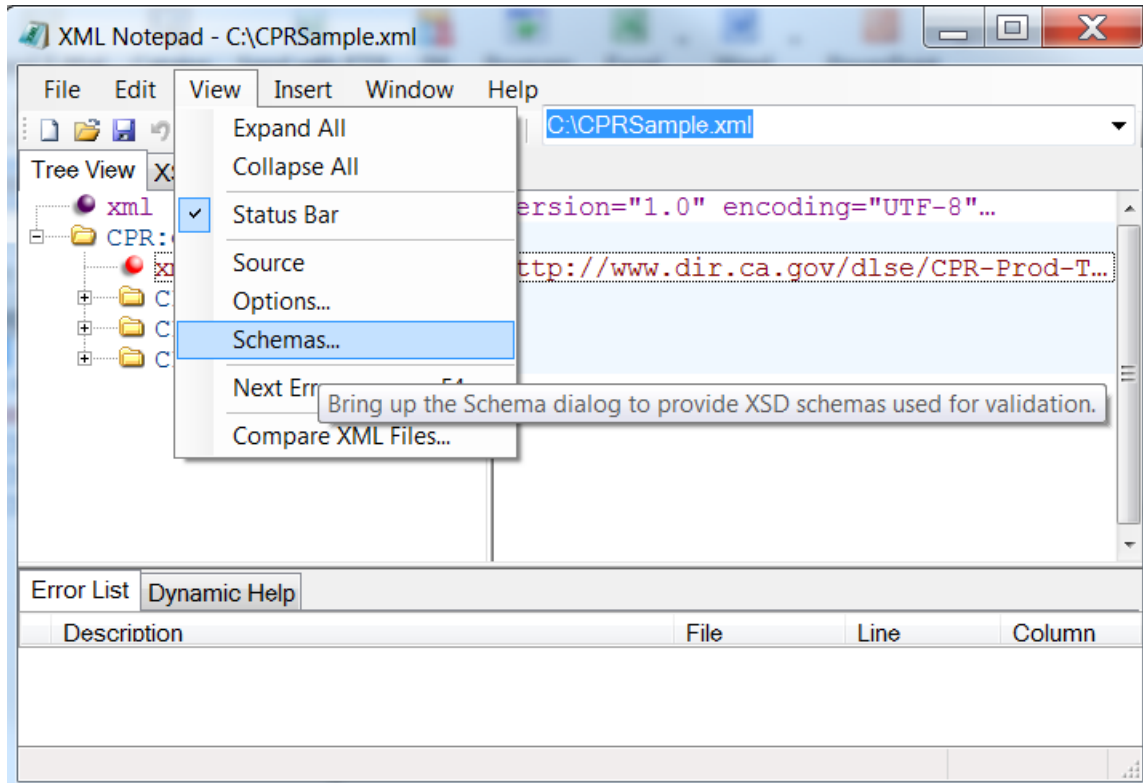 XML Notepad - C:\CPRSample.xml
File Edit View Insert Window Help
C:\CPRSample.xml
Expand All
Collapse All
Status Bar
Source
Options...
Schemas...
Next Err
Bring up the Schema dialog to provide XSD schemas used for validation.
Compare XML Files...
Tree View
xml
ersion="1.0" encoding="UTF-8"…
CPR:
ttp://www.dir.ca.gov/dlse/CPR-Prod-T…
C
C
C
Error List Dynamic Help
Description File Line Column